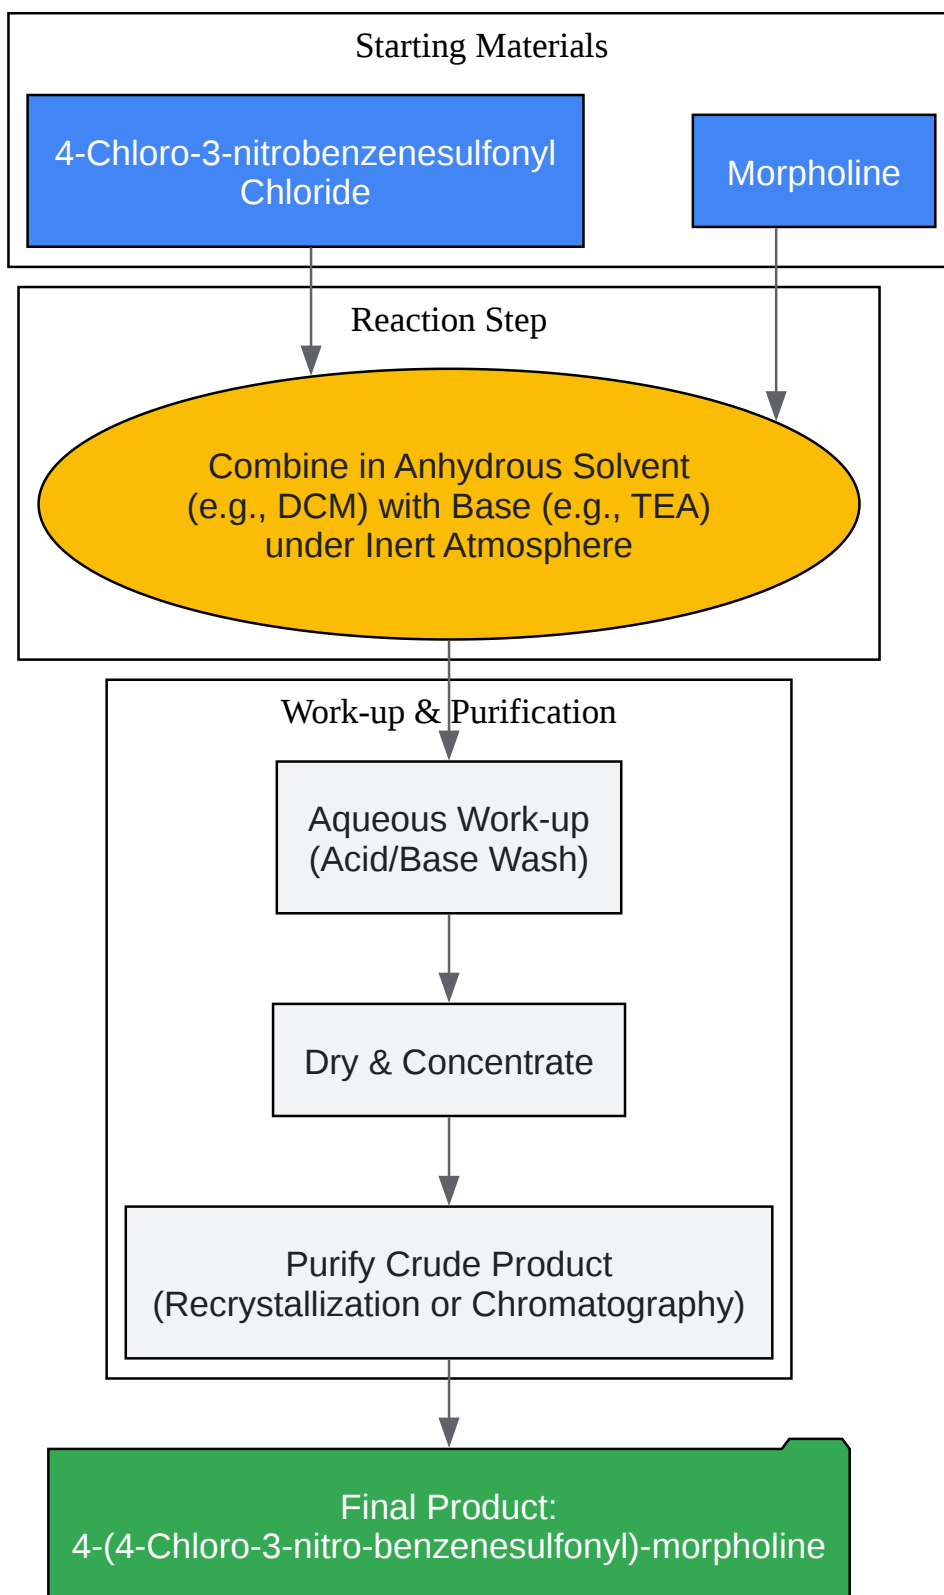 Starting Materials
4-Chloro-3-nitrobenzenesulfonyl
Chloride
Morpholine
Reaction Step
Combine in Anhydrous Solvent
(e.g., DCM) with Base (e.g., TEA)
under Inert Atmosphere
Work-up & Purification
Aqueous Work-up
(Acid/Base Wash)
Dry & Concentrate
Purify Crude Product
(Recrystallization or Chromatography)
Final Product:
4-(4-Chloro-3-nitro-benzenesulfonyl)-morpholine